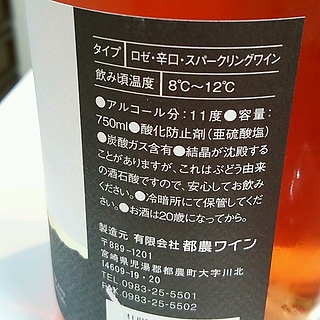 タイプ ロゼ・辛口・スパークリングワイン
飲み頃温度 8℃〜12℃
●アルコール分：11度●容量：
750ml●酸化防止剤(亜硫酸塩)
●炭酸ガス含有●結晶が沈殿する
ことがありますが、これはぶどう由来
の酒石酸ですので、安心してお飲み
ください。●冷暗所にて保管してくだ
さい。●お酒は20歳になってから。
製造元 有限会社 都農ワイン
〒889-1201
宮崎県児湯郡都農町大字川北
14609-19・20
TEL.0983-25-5501
FAX.0983-25-5502